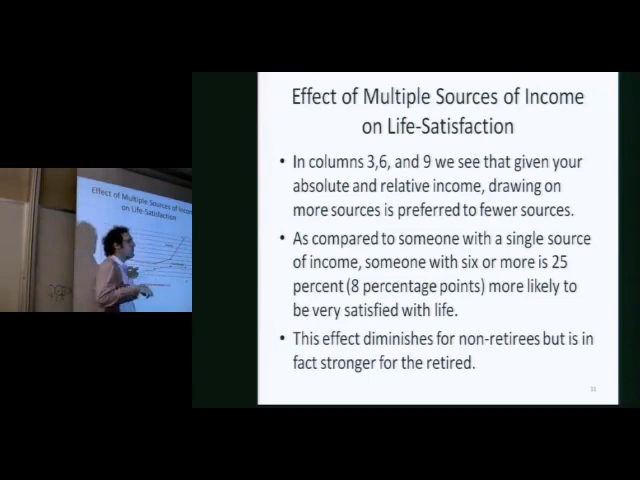 Effect of Multiple Sources of Income
on Life-Satisfaction
• In columns 3,6, and 9 we see that given your
absolute and relative income, drawing on
more sources is preferred to fewer sources.
• As compared to someone with a single source
of income, someone with six or more is 25
percent (8 percentage points) more likely to
be very satisfied with life.
• This effect diminishes for non-retirees but is in
fact stronger for the retired.
Effect of Multiple Sources of Incom
on Life-Satisfaction